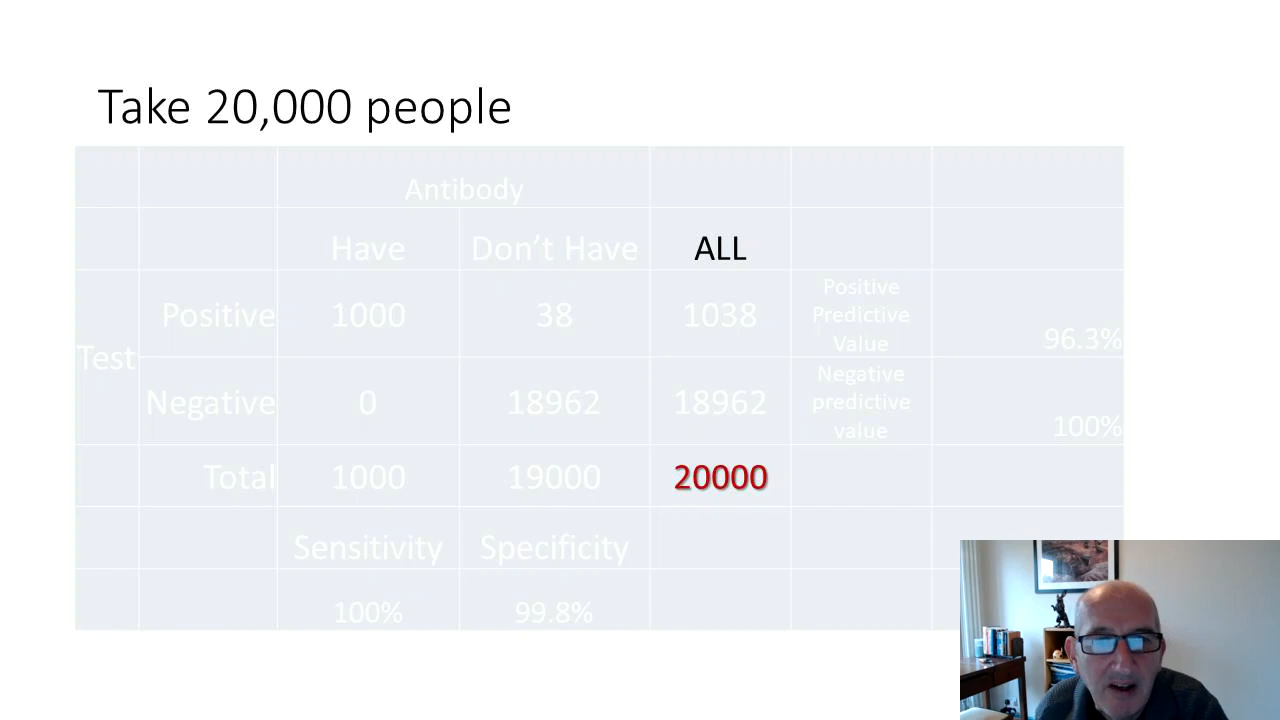 Take 20,000 people
Antibody
Have Don't Have ALL
Positive 1000 38 1038 Positive Predictive Value 96.3%
Test
Negative 0 18962 18962 Negative predictive value 100%
Total 1000 19000 20000
Sensitivity Specificity
100% 99.8%